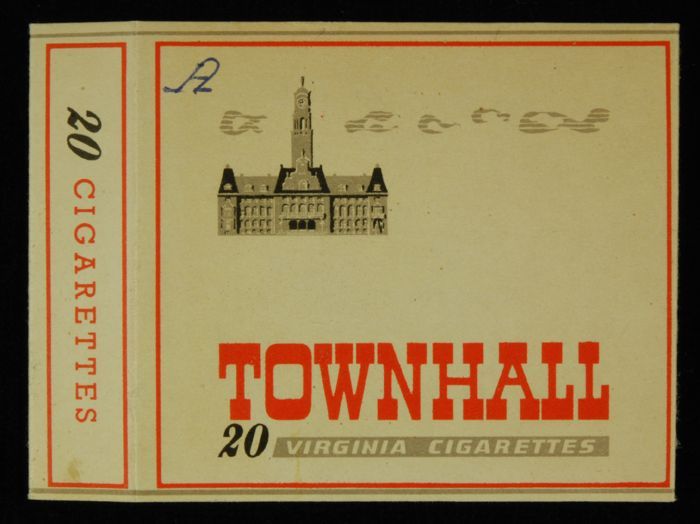 20 CIGARETTES
A
TOWNHALL
20 VIRGINIA CIGARETTES